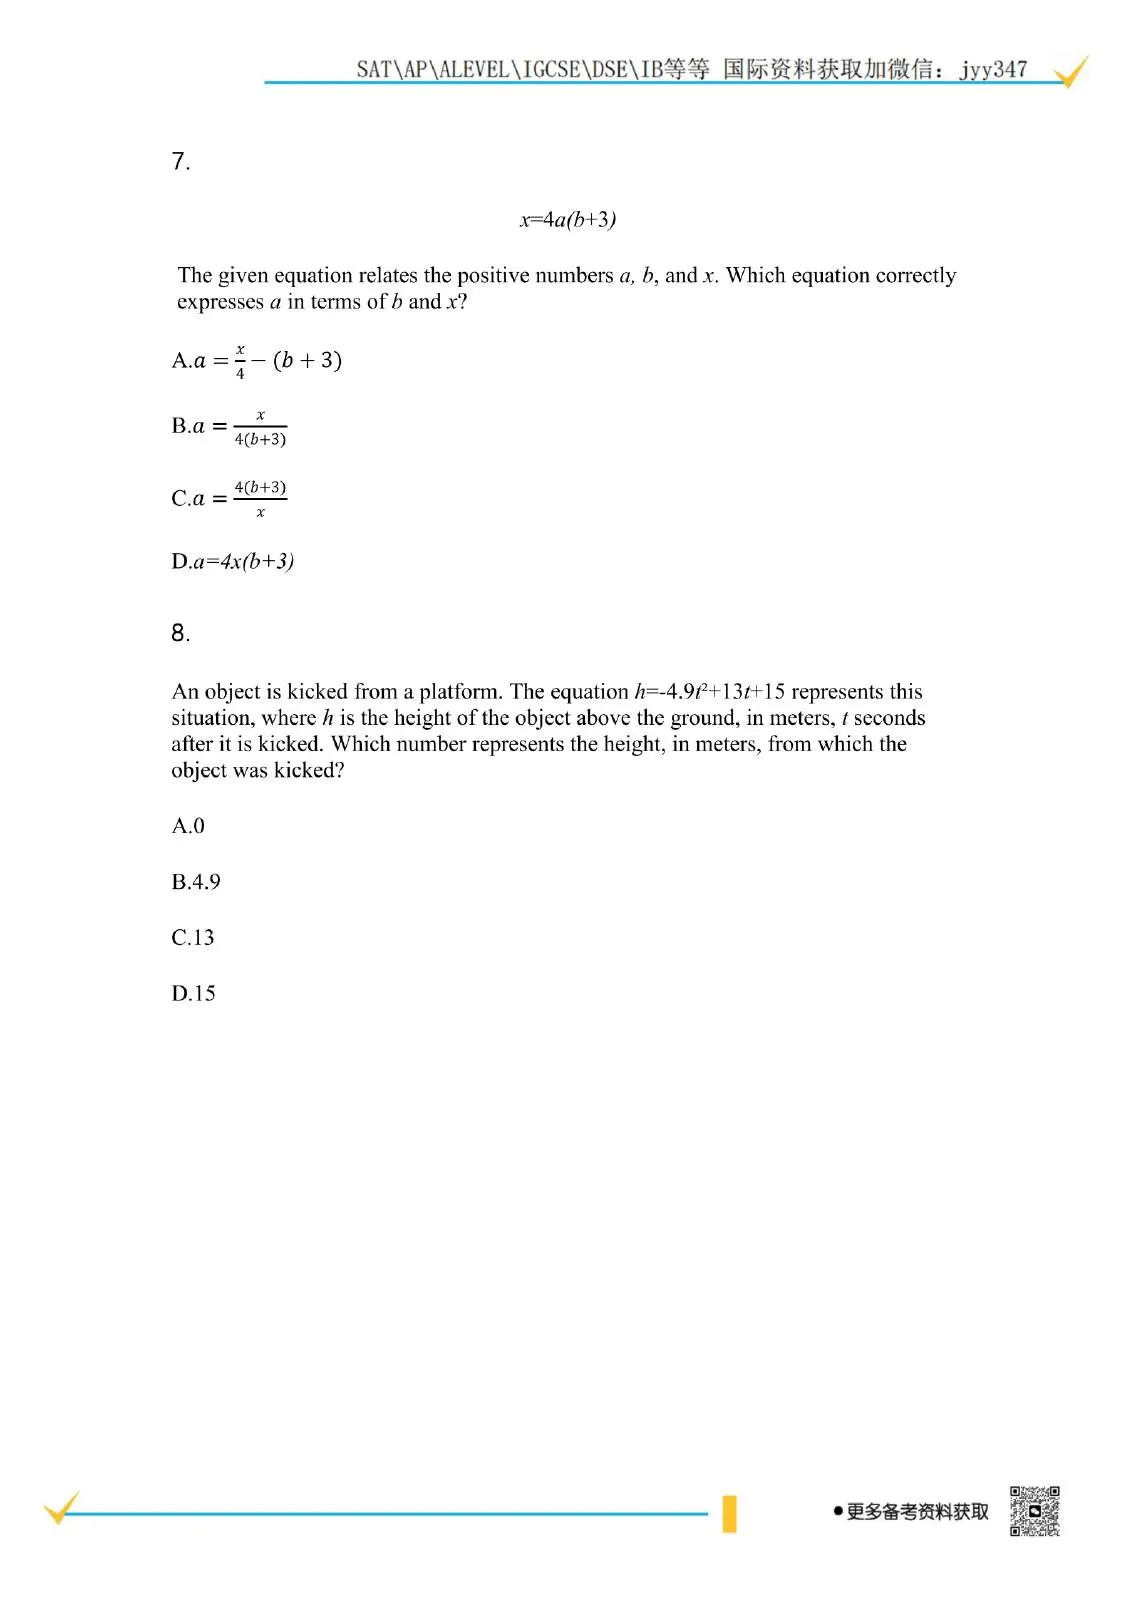 SAT\AP\ALEVEL\IGCSE\DSE\IB等等 国际资料获取加微信：jyy347
7.
x=4a(b+3)
The given equation relates the positive numbers a, b, and x. Which equation correctly
expresses a in terms of b and x?
A.a = x/4 − (b + 3)
B.a = x/4(b+3)
C.a = 4(b+3)/x
D.a=4x(b+3)
8.
An object is kicked from a platform. The equation h=-4.9t²+13t+15 represents this
situation, where h is the height of the object above the ground, in meters, t seconds
after it is kicked. Which number represents the height, in meters, from which the
object was kicked?
A.0
B.4.9
C.13
D.15
●更多备考资料获取